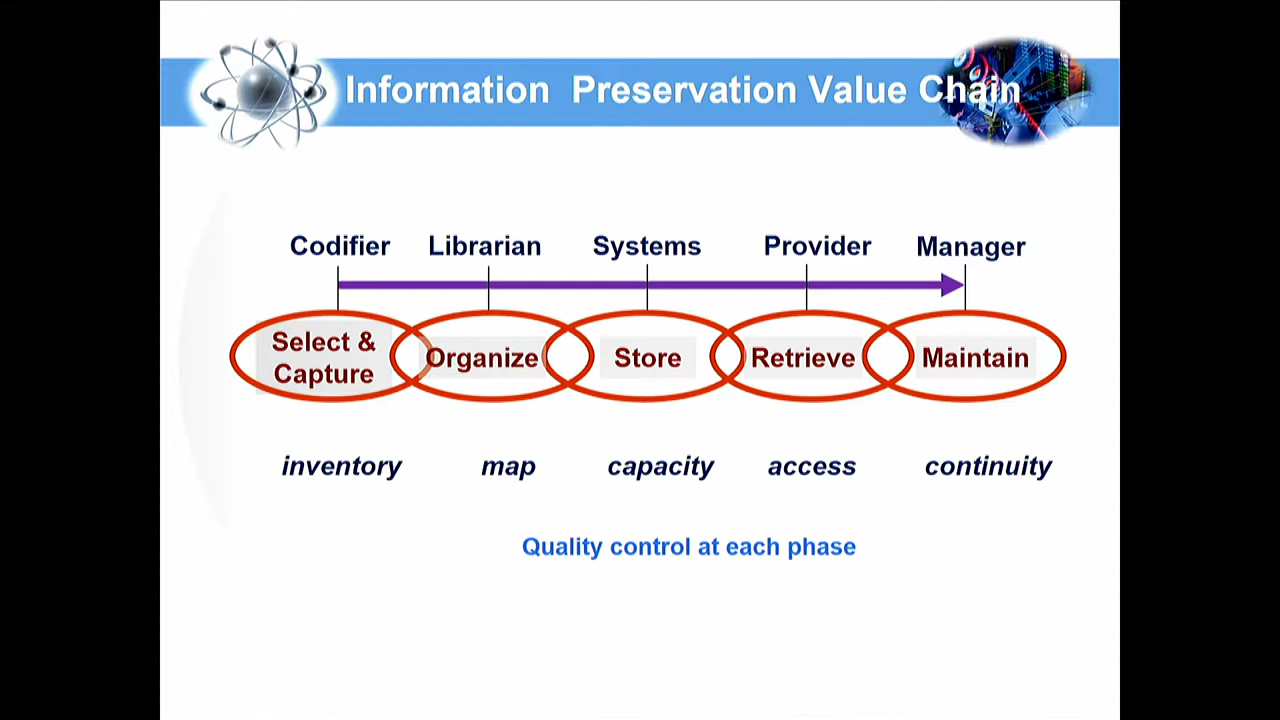 Information Preservation Value Chain
Codifier Librarian Systems Provider Manager
Select &
Capture
Organize Store Retrieve Maintain
inventory map capacity access continuity
Quality control at each phase